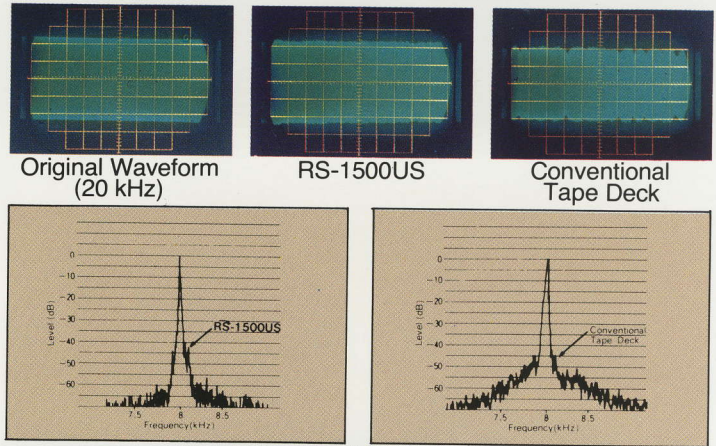 Original Waveform
(20 kHz)
RS-1500US
Conventional
Tape Deck
Level (dB)
0
-10
-20
-30
-40
-50
-60
RS-1500US
7.5
8
8.5
Frequency(kHz)
Level (dB)
0
-10
-20
-30
-40
-50
-60
Conventional
Tape Deck
7.5
8
8.5
Frequency(kHz)